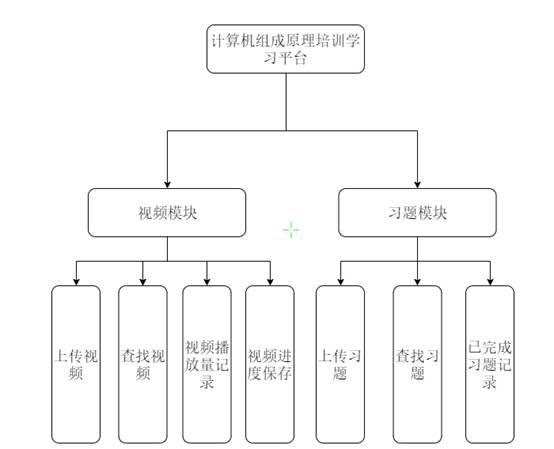 计算机组成原理培训学
习平台
视频模块
习题模块
上传视
频
查找视
频
视频播
放量记
录
视频进
度保存
上传习
题
查找习
题
已完成
习题记
录